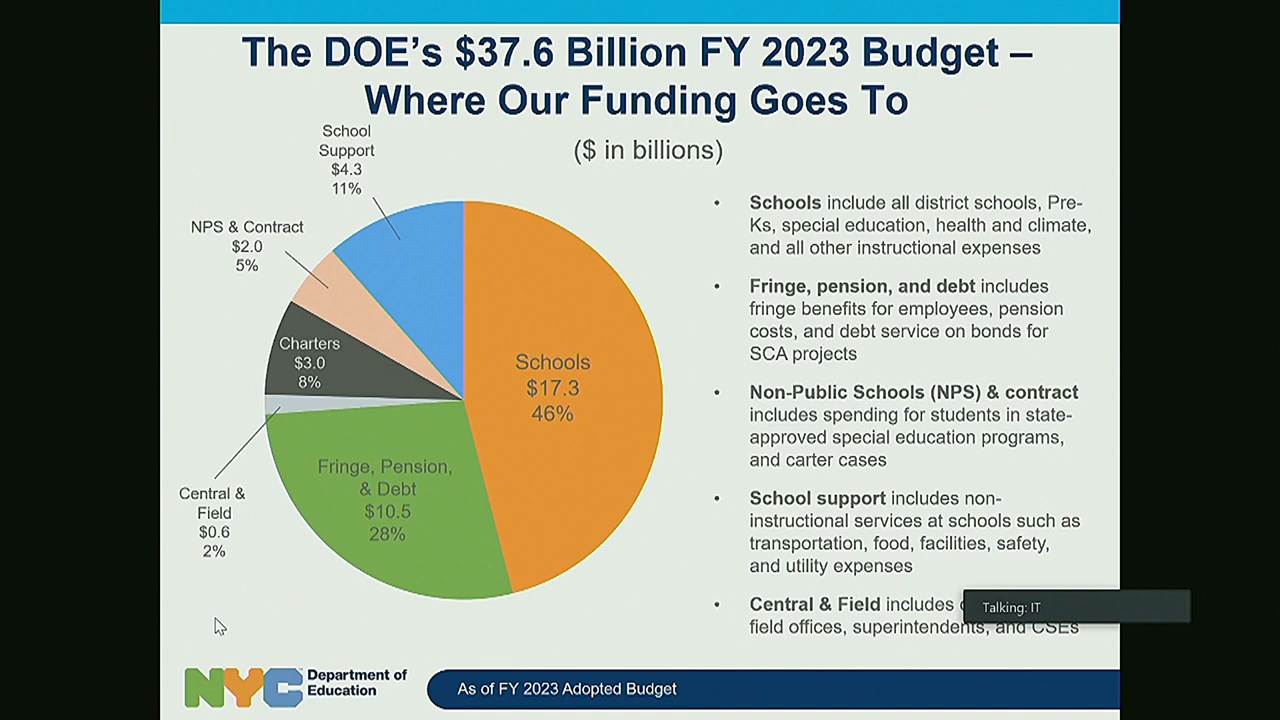 The DOE's $37.6 Billion FY 2023 Budget –
Where Our Funding Goes To
($ in billions)
School
Support
$4.3
11%
NPS & Contract
$2.0
5%
Charters
$3.0
8%
Schools
$17.3
46%
Fringe, Pension,
& Debt
$10.5
28%
Central &
Field
$0.6
2%
• Schools include all district schools, Pre-
Ks, special education, health and climate,
and all other instructional expenses
• Fringe, pension, and debt includes
fringe benefits for employees, pension
costs, and debt service on bonds for
SCA projects
• Non-Public Schools (NPS) & contract
includes spending for students in state-
approved special education programs,
and carter cases
• School support includes non-
instructional services at schools such as
transportation, food, facilities, safety,
and utility expenses
• Central & Field includes
field offices, superintendents, and CSEs
Talking: IT
NYC
Department of
Education
As of FY 2023 Adopted Budget